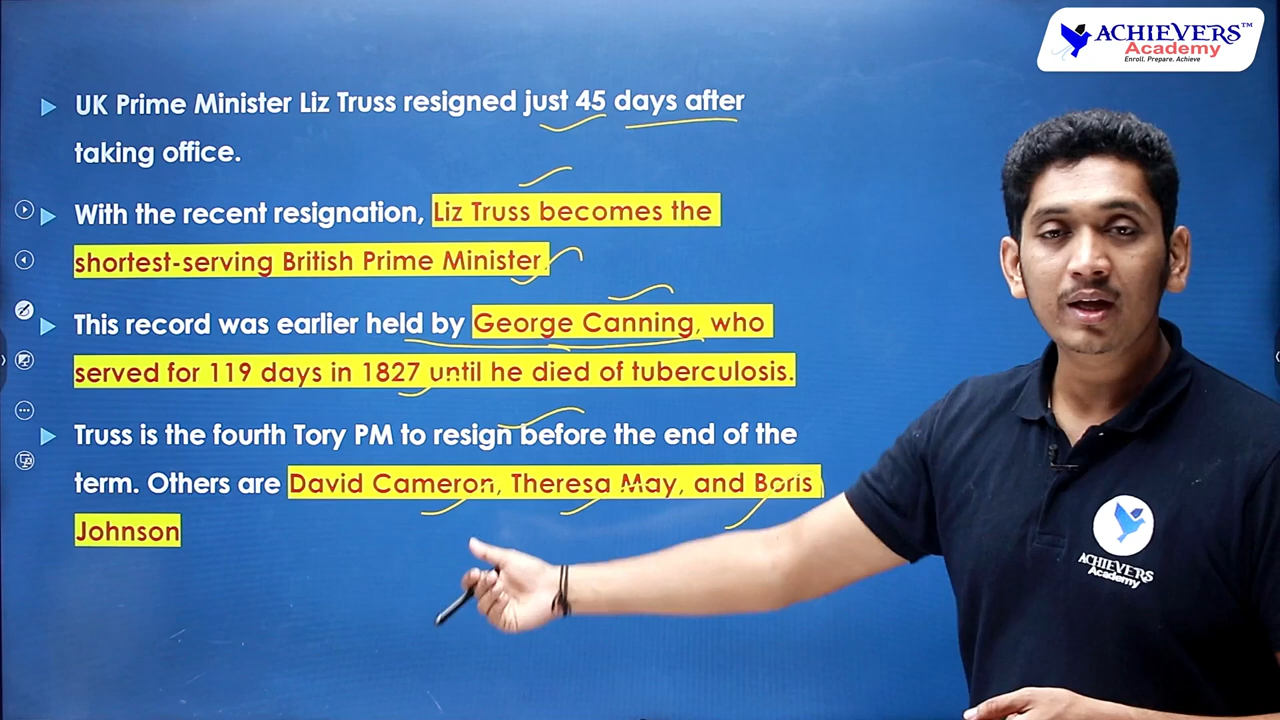 ACHIEVERS™
Academy
Enroll. Prepare. Achieve
UK Prime Minister Liz Truss resigned just 45 days after
taking office.
With the recent resignation, Liz Truss becomes the
shortest-serving British Prime Minister.
This record was earlier held by George Canning, who
served for 119 days in 1827 until he died of tuberculosis.
Truss is the fourth Tory PM to resign before the end of the
term. Others are David Cameron, Theresa May, and Boris
Johnson
ACHIEVERS
Academy